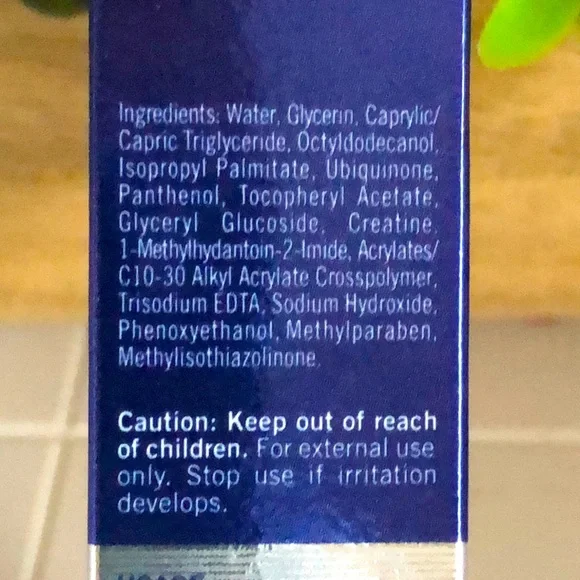 Ingredients: Water, Glycerin, Caprylic/
Capric Triglyceride, Octyldodecanol,
Isopropyl Palmitate, Ubiquinone,
Panthenol, Tocopheryl Acetate,
Glyceryl Glucoside, Creatine,
1-Methylhydantoin-2-Imide, Acrylates/
C10-30 Alkyl Acrylate Crosspolymer,
Trisodium EDTA, Sodium Hydroxide,
Phenoxyethanol, Methylparaben,
Methylisothiazolinone.
Caution: Keep out of reach
of children. For external use
only. Stop use if irritation
develops.